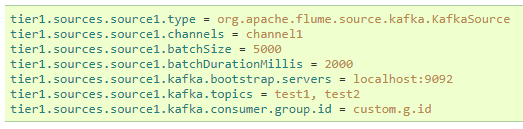 tier1.sources.source1.type = org.apache.flume.source.kafka.KafkaSource
tier1.sources.source1.channels = channel1
tier1.sources.source1.batchSize = 5000
tier1.sources.source1.batchDurationMillis = 2000
tier1.sources.source1.kafka.bootstrap.servers = localhost:9092
tier1.sources.source1.kafka.topics = test1, test2
tier1.sources.source1.kafka.consumer.group.id = custom.g.id